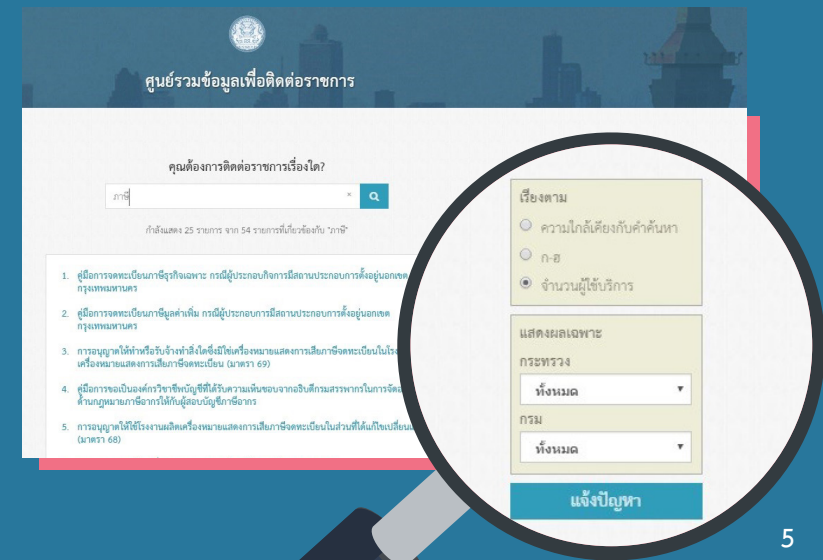 ศูนย์รวมข้อมูลเพื่อติดต่อราชการ
คุณต้องการติดต่อราชการเรื่องใด?
ภาษี ×
กำลังแสดง 25 รายการ จาก 54 รายการที่เกี่ยวข้องกับ "ภาษี"
1. คู่มือการจดทะเบียนภาษีธุรกิจเฉพาะ กรณีผู้ประกอบกิจการมีสถานประกอบการตั้งอยู่นอกเขต
กรุงเทพมหานคร
2. คู่มือการจดทะเบียนภาษีมูลค่าเพิ่ม กรณีผู้ประกอบการมีสถานประกอบการตั้งอยู่นอกเขต
กรุงเทพมหานคร
3. การอนุญาตให้ทำหรือรับจ้างทำสิ่งใดซึ่งมิใช่เครื่องหมายแสดงการเสียภาษีจดทะเบียนใน
เครื่องหมายแสดงการเสียภาษีจดทะเบียน (มาตรา 69)
4. คู่มือการขอเป็นองค์กรวิชาชีพบัญชีที่ได้รับความเห็นชอบจากอธิบดีกรมสรรพากรในการ
ด้านกฎหมายภาษีอากรให้กับผู้สอบบัญชีภาษีอากร
5. การอนุญาตให้ใช้โรงงานผลิตเครื่องหมายแสดงการเสียภาษีจดทะเบียนในส่วนที่ได้แก้ไข
(มาตรา 68)
เรียงตาม
ความใกล้เคียงกับคำค้นหา
ก-ฮ
จำนวนผู้ใช้บริการ
แสดงผลเฉพาะ
กระทรวง
ทั้งหมด
กรม
ทั้งหมด
แจ้งปัญหา
5